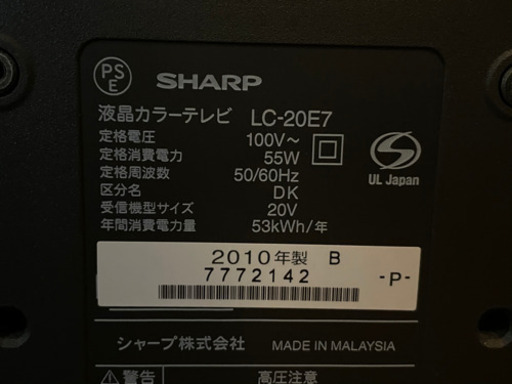 PSE
SHARP
液晶カラーテレビ LC-20E7
定格電圧 100V～
定格消費電力 55W
定格周波数 50/60Hz
区分名 DK
受信機型サイズ 20V
年間消費電力量 53kWh/年
UL Japan
2010年製 B
7772142
-P-
シャープ株式会社 MADE IN MALAYSIA
警告 高圧注意